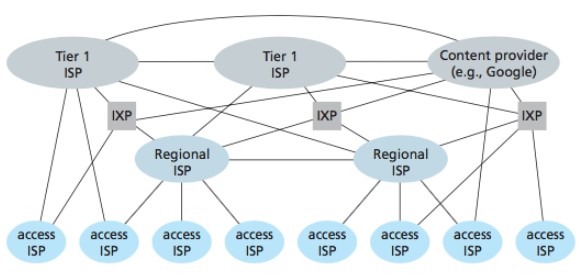 Tier 1
ISP
Tier 1
ISP
Content provider
(e.g., Google)
IXP
IXP
IXP
Regional
ISP
Regional
ISP
access
ISP
access
ISP
access
ISP
access
ISP
access
ISP
access
ISP
access
ISP
access
ISP